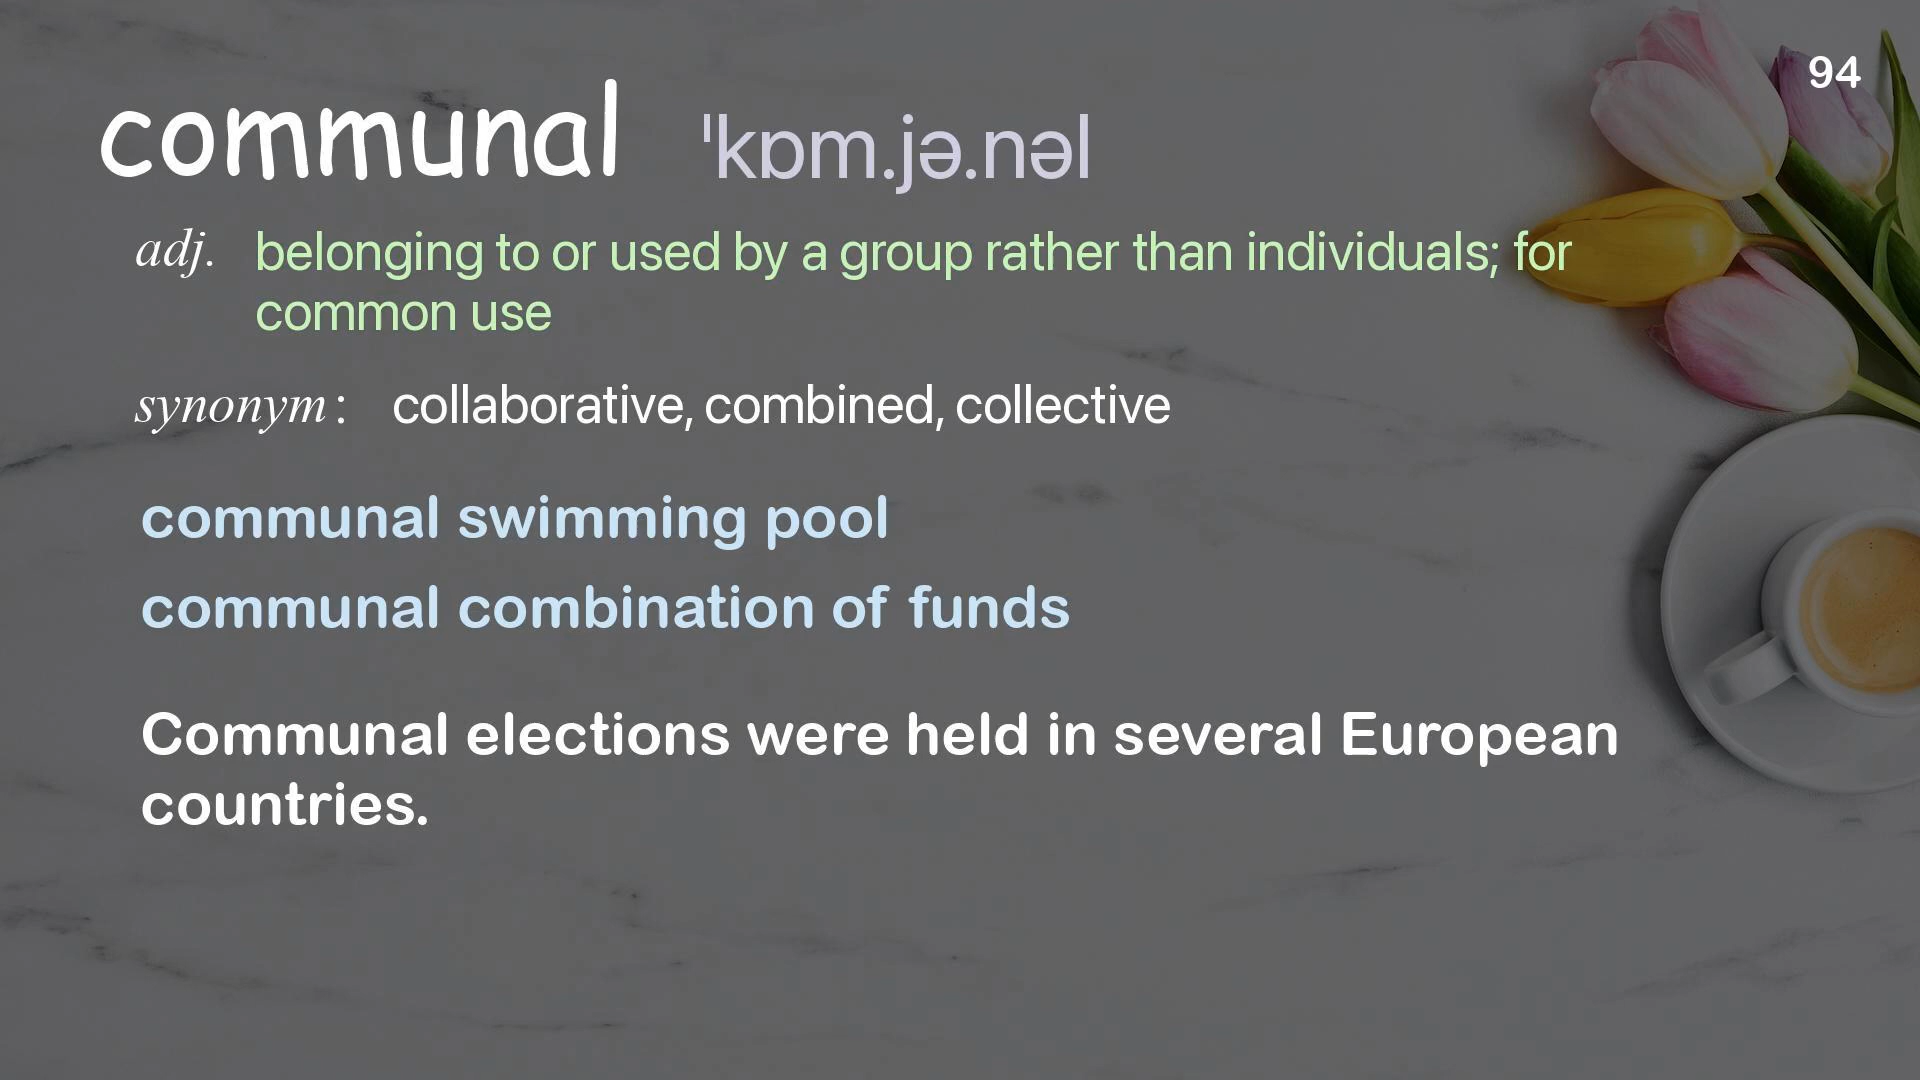 94
communal ˈkɒm.jə.nəl
adj. belonging to or used by a group rather than individuals; for
common use
synonym : collaborative, combined, collective
communal swimming pool
communal combination of funds
Communal elections were held in several European
countries.